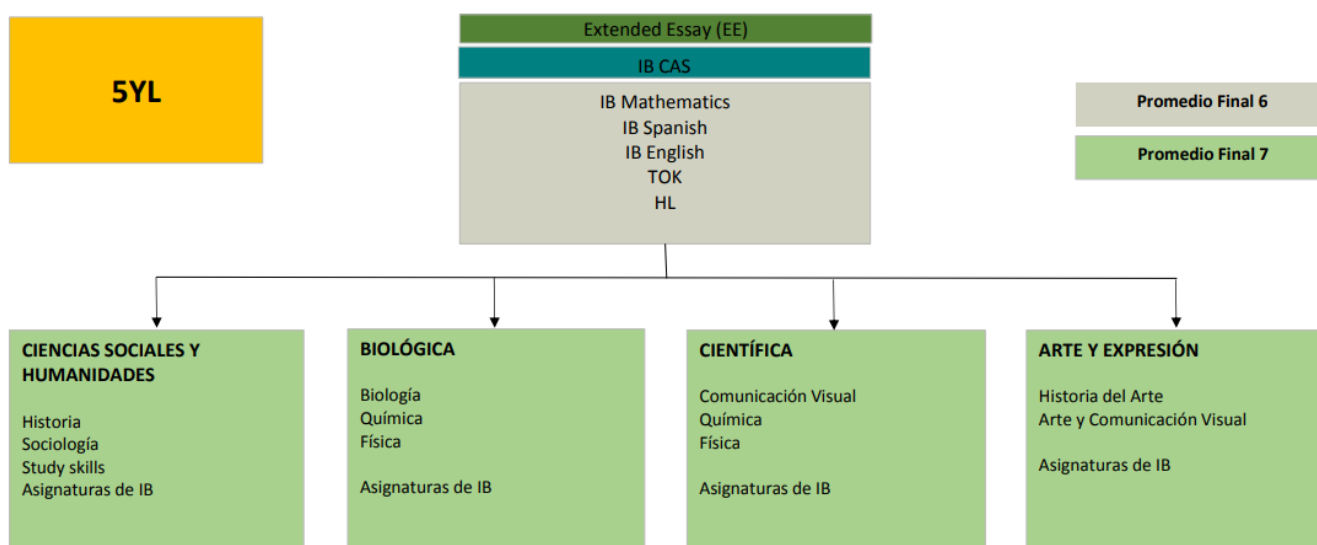 5YL
Extended Essay (EE)
IB CAS
IB Mathematics
IB Spanish
IB English
TOK
HL
Promedio Final 6
Promedio Final 7
CIENCIAS SOCIALES Y
HUMANIDADES
Historia
Sociología
Study skills
Asignaturas de IB
BIOLÓGICA
Biología
Química
Física
Asignaturas de IB
CIENTÍFICA
Comunicación Visual
Química
Física
Asignaturas de IB
ARTE Y EXPRESIÓN
Historia del Arte
Arte y Comunicación Visual
Asignaturas de IB